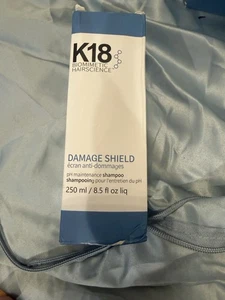 K18
BIOMIMETIC
HAIRSCIENCE
DAMAGE SHIELD
écran anti-dommages
pH maintenance shampoo
shampooing pour l'entretien du pH
250 ml / 8.5 fl oz liq